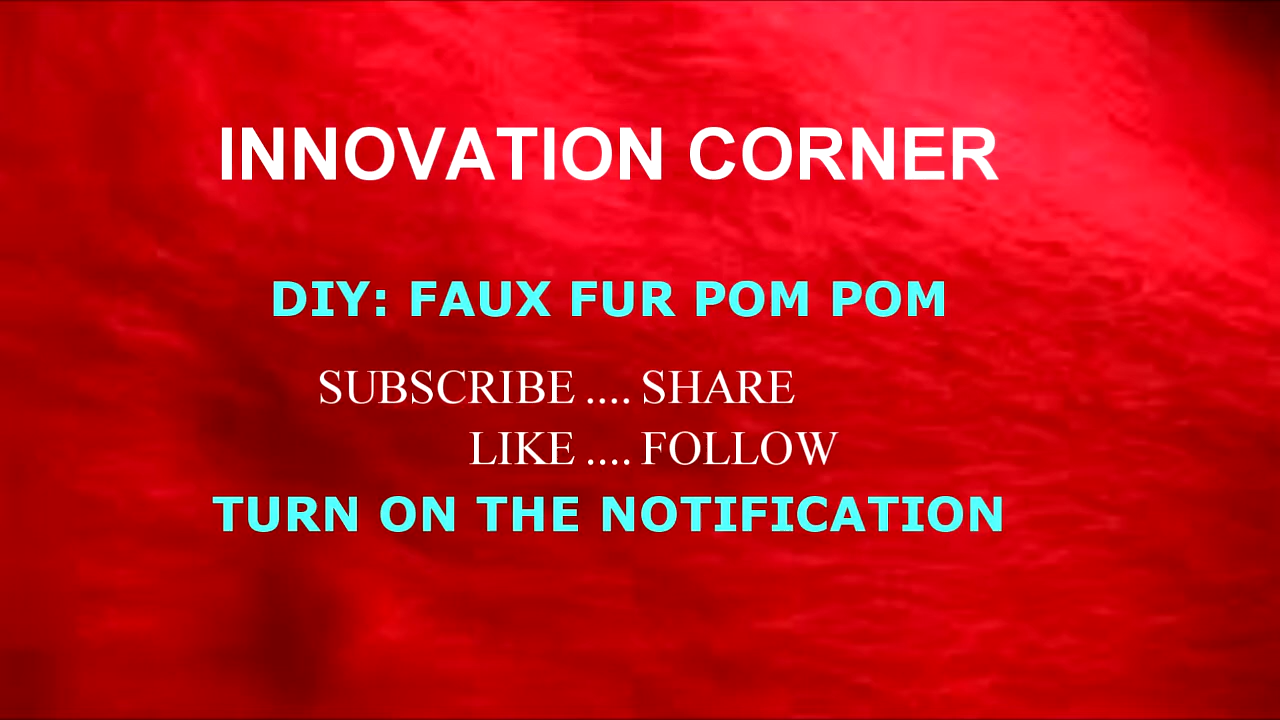 INNOVATION CORNER
DIY: FAUX FUR POM POM
SUBSCRIBE .... SHARE
LIKE .... FOLLOW
TURN ON THE NOTIFICATION